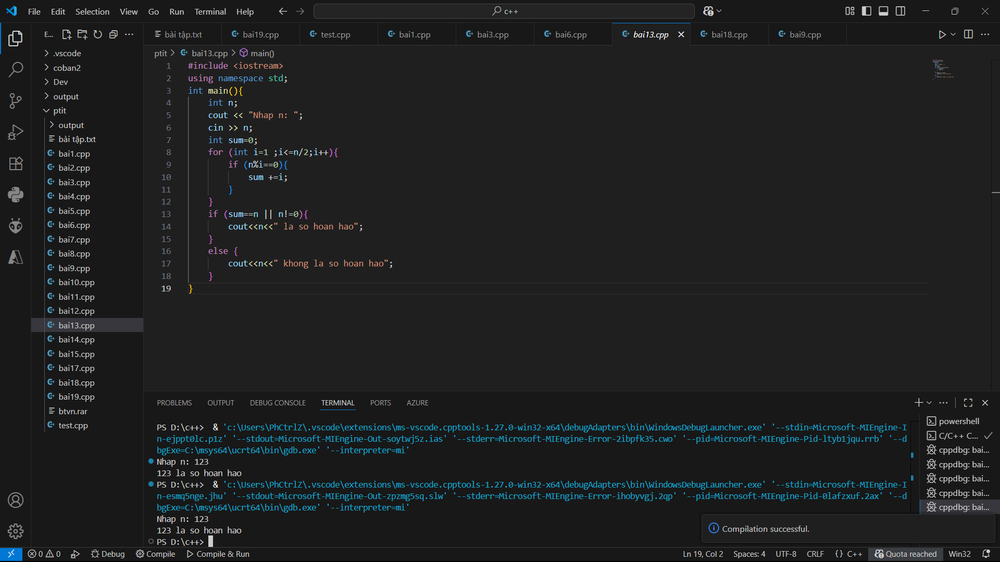 File Edit Selection View Go Run Terminal Help
c++
E...
bài tập.txt bai19.cpp test.cpp bai1.cpp bai3.cpp bai6.cpp bai13.cpp bai18.cpp bai9.cpp
ptit > bai13.cpp > main()
.vscode
coban2
Dev
output
ptit
output
bài tập.txt
bai1.cpp
bai2.cpp
bai3.cpp
bai4.cpp
bai5.cpp
bai6.cpp
bai7.cpp
bai8.cpp
bai9.cpp
bai10.cpp
bai11.cpp
bai12.cpp
bai13.cpp
bai14.cpp
bai15.cpp
bai17.cpp
bai18.cpp
bai19.cpp
btvn.rar
test.cpp
1 #include <iostream>
2 using namespace std;
3 int main(){
4     int n;
5     cout << "Nhap n: ";
6     cin >> n;
7     int sum=0;
8     for (int i=1 ;i<=n/2;i++){
9         if (n%i==0){
10             sum +=i;
11         }
12     }
13     if (sum==n || n!=0){
14         cout<<n<<" la so hoan hao";
15     }
16     else {
17         cout<<n<<" khong la so hoan hao";
18     }
19 }
PROBLEMS OUTPUT DEBUG CONSOLE TERMINAL PORTS AZURE
PS D:\c++>  & 'c:\Users\PhCtrlZ\.vscode\extensions\ms-vscode.cpptools-1.27.0-win32-x64\debugAdapters\bin\WindowsDebugLauncher.exe' '--stdin=Microsoft-MIEngine-I
n-ejppt0lc.p1z' '--stdout=Microsoft-MIEngine-Out-soytwj5z.ias' '--stderr=Microsoft-MIEngine-Error-2ibpfk35.cwo' '--pid=Microsoft-MIEngine-Pid-ltyb1jqu.rrb' '--d
bgExe=C:\msys64\ucrt64\bin\gdb.exe' '--interpreter=mi'
Nhap n: 123
123 la so hoan hao
PS D:\c++>  & 'c:\Users\PhCtrlZ\.vscode\extensions\ms-vscode.cpptools-1.27.0-win32-x64\debugAdapters\bin\WindowsDebugLauncher.exe' '--stdin=Microsoft-MIEngine-I
n-esmq5nge.jhu' '--stdout=Microsoft-MIEngine-Out-zpzmg5sq.slw' '--stderr=Microsoft-MIEngine-Error-ihobyvgj.2qp' '--pid=Microsoft-MIEngine-Pid-0lafzxuf.2ax' '--d
bgExe=C:\msys64\ucrt64\bin\gdb.exe' '--interpreter=mi'
Nhap n: 123
123 la so hoan hao
PS D:\c++>
powershell
C/C++ C...
cppdbg: bai...
cppdbg: bai...
cppdbg: bai...
cppdbg: bai...
cppdbg: bai...
Compilation successful.
0 0 Debug Compile Compile & Run Ln 19, Col 2 Spaces: 4 UTF-8 CRLF {} C++ Quota reached Win32